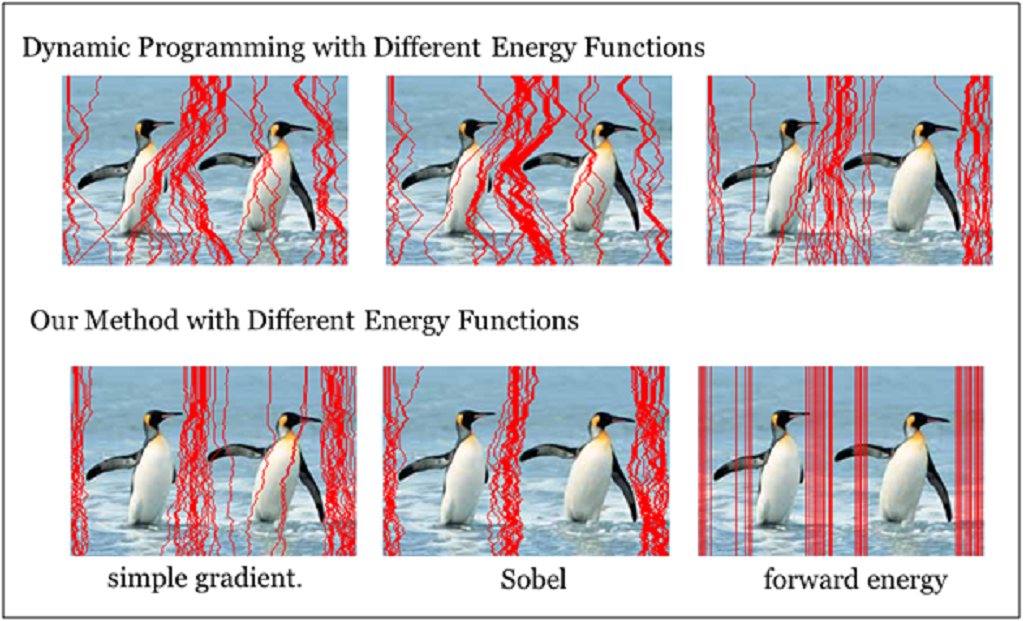 Dynamic Programming with Different Energy Functions
Our Method with Different Energy Functions
simple gradient.
Sobel
forward energy